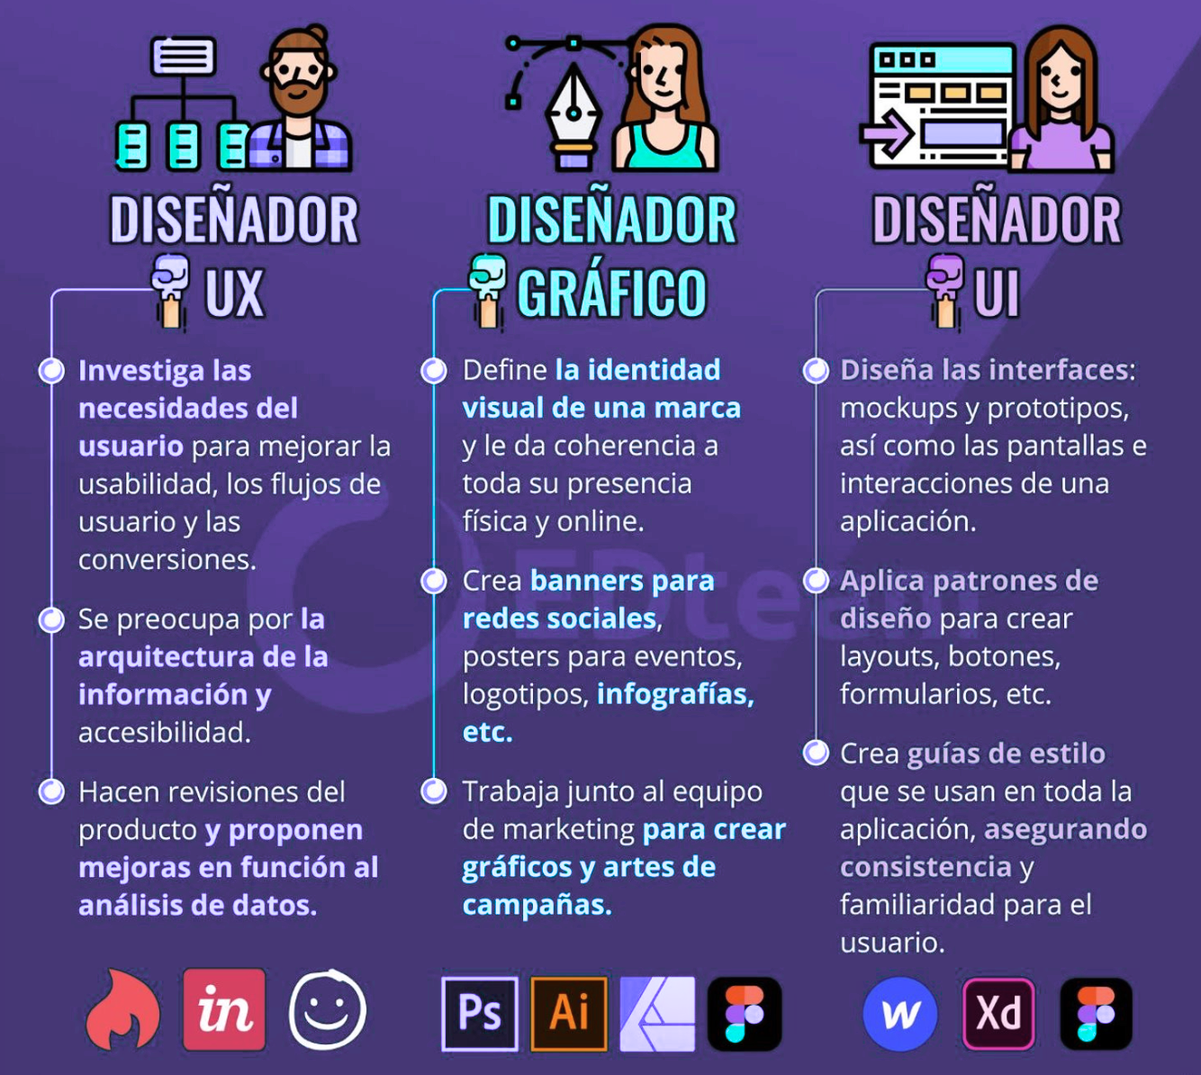 DISEÑADOR
UX
Investiga las
necesidades del
usuario para mejorar la
usabilidad, los flujos de
usuario y las
conversiones.
Se preocupa por la
arquitectura de la
información y
accesibilidad.
Hacen revisiones del
producto y proponen
mejoras en función al
análisis de datos.
in
DISEÑADOR
GRÁFICO
Define la identidad
visual de una marca
y le da coherencia a
toda su presencia
física y online.
Crea banners para
redes sociales,
posters para eventos,
logotipos, infografías,
etc.
Trabaja junto al equipo
de marketing para crear
gráficos y artes de
campañas.
Ps Ai
DISEÑADOR
UI
Diseña las interfaces:
mockups y prototipos,
así como las pantallas e
interacciones de una
aplicación.
Aplica patrones de
diseño para crear
layouts, botones,
formularios, etc.
Crea guías de estilo
que se usan en toda la
aplicación, asegurando
consistencia y
familiaridad para el
usuario.
w Xd
EDteam